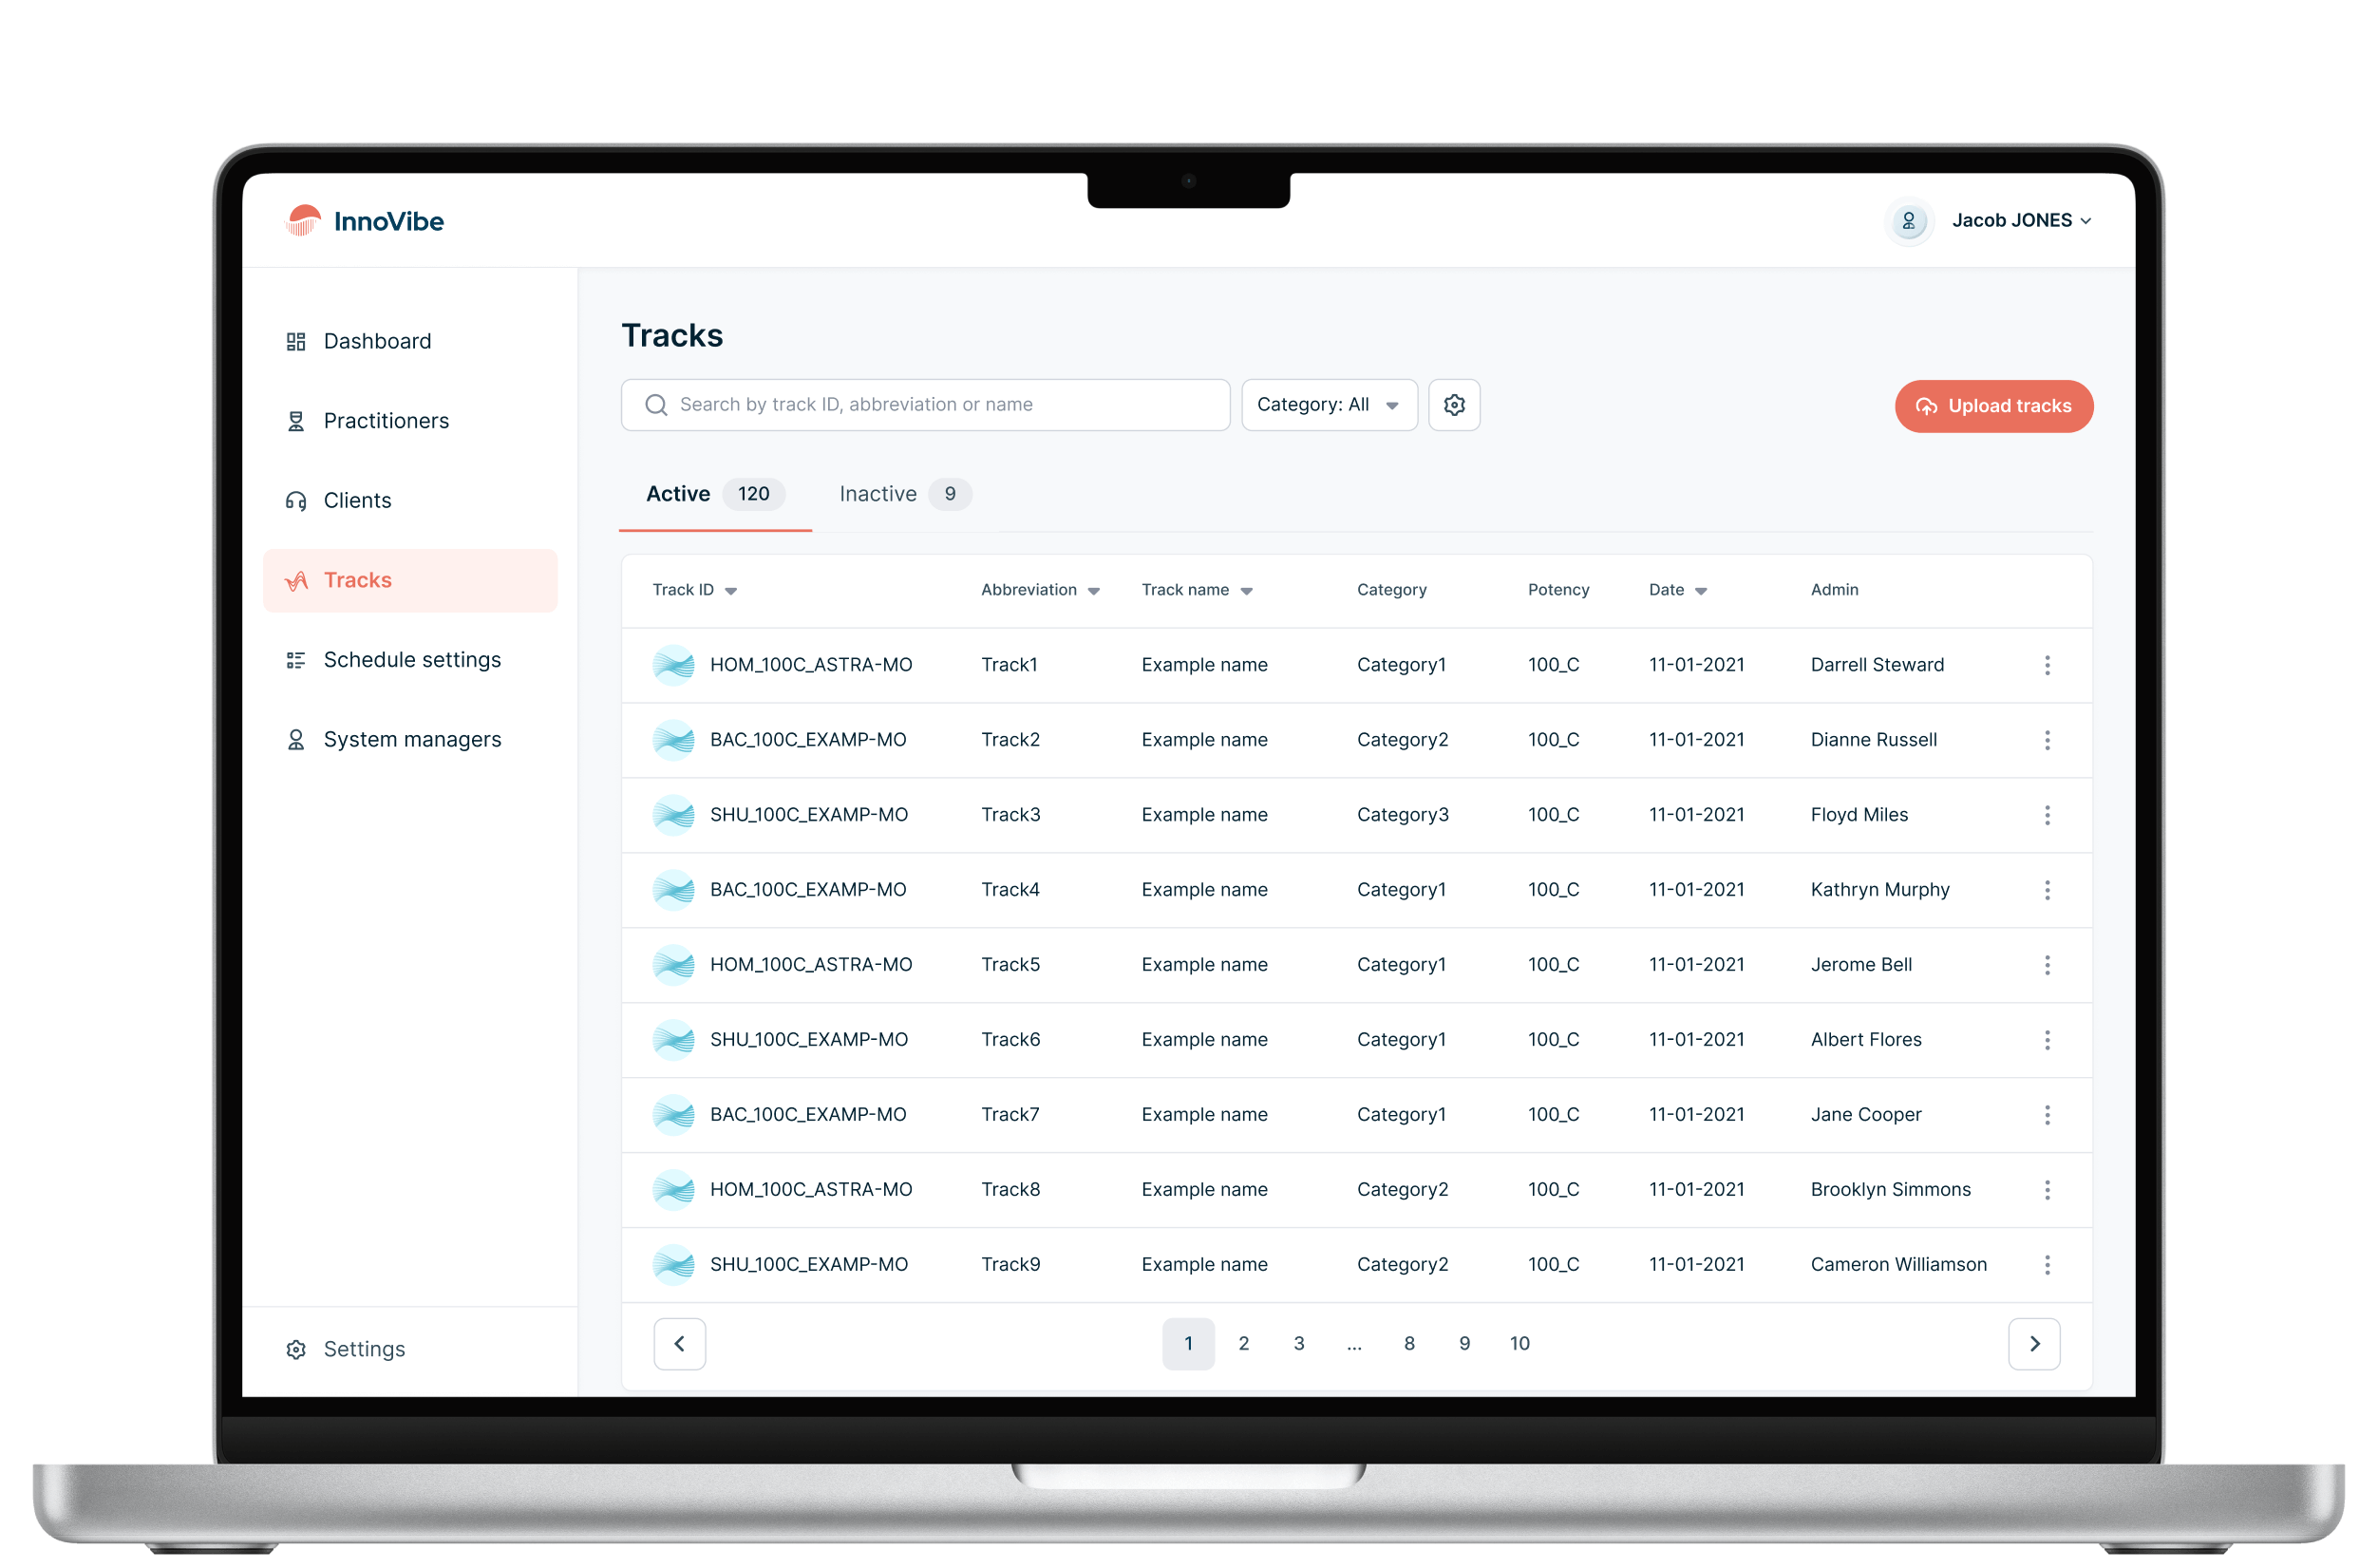 InnoVibe
Jacob JONES
Dashboard
Practitioners
Clients
Tracks
Schedule settings
System managers
Settings
Tracks
Search by track ID, abbreviation or name
Category: All
Upload tracks
Active 120
Inactive 9
Track ID Abbreviation Track name Category Potency Date Admin
HOM_100C_ASTRA-MO Track1 Example name Category1 100_C 11-01-2021 Darrell Steward
BAC_100C_EXAMP-MO Track2 Example name Category2 100_C 11-01-2021 Dianne Russell
SHU_100C_EXAMP-MO Track3 Example name Category3 100_C 11-01-2021 Floyd Miles
BAC_100C_EXAMP-MO Track4 Example name Category1 100_C 11-01-2021 Kathryn Murphy
HOM_100C_ASTRA-MO Track5 Example name Category1 100_C 11-01-2021 Jerome Bell
SHU_100C_EXAMP-MO Track6 Example name Category1 100_C 11-01-2021 Albert Flores
BAC_100C_EXAMP-MO Track7 Example name Category1 100_C 11-01-2021 Jane Cooper
HOM_100C_ASTRA-MO Track8 Example name Category2 100_C 11-01-2021 Brooklyn Simmons
SHU_100C_EXAMP-MO Track9 Example name Category2 100_C 11-01-2021 Cameron Williamson
1 2 3 ... 8 9 10